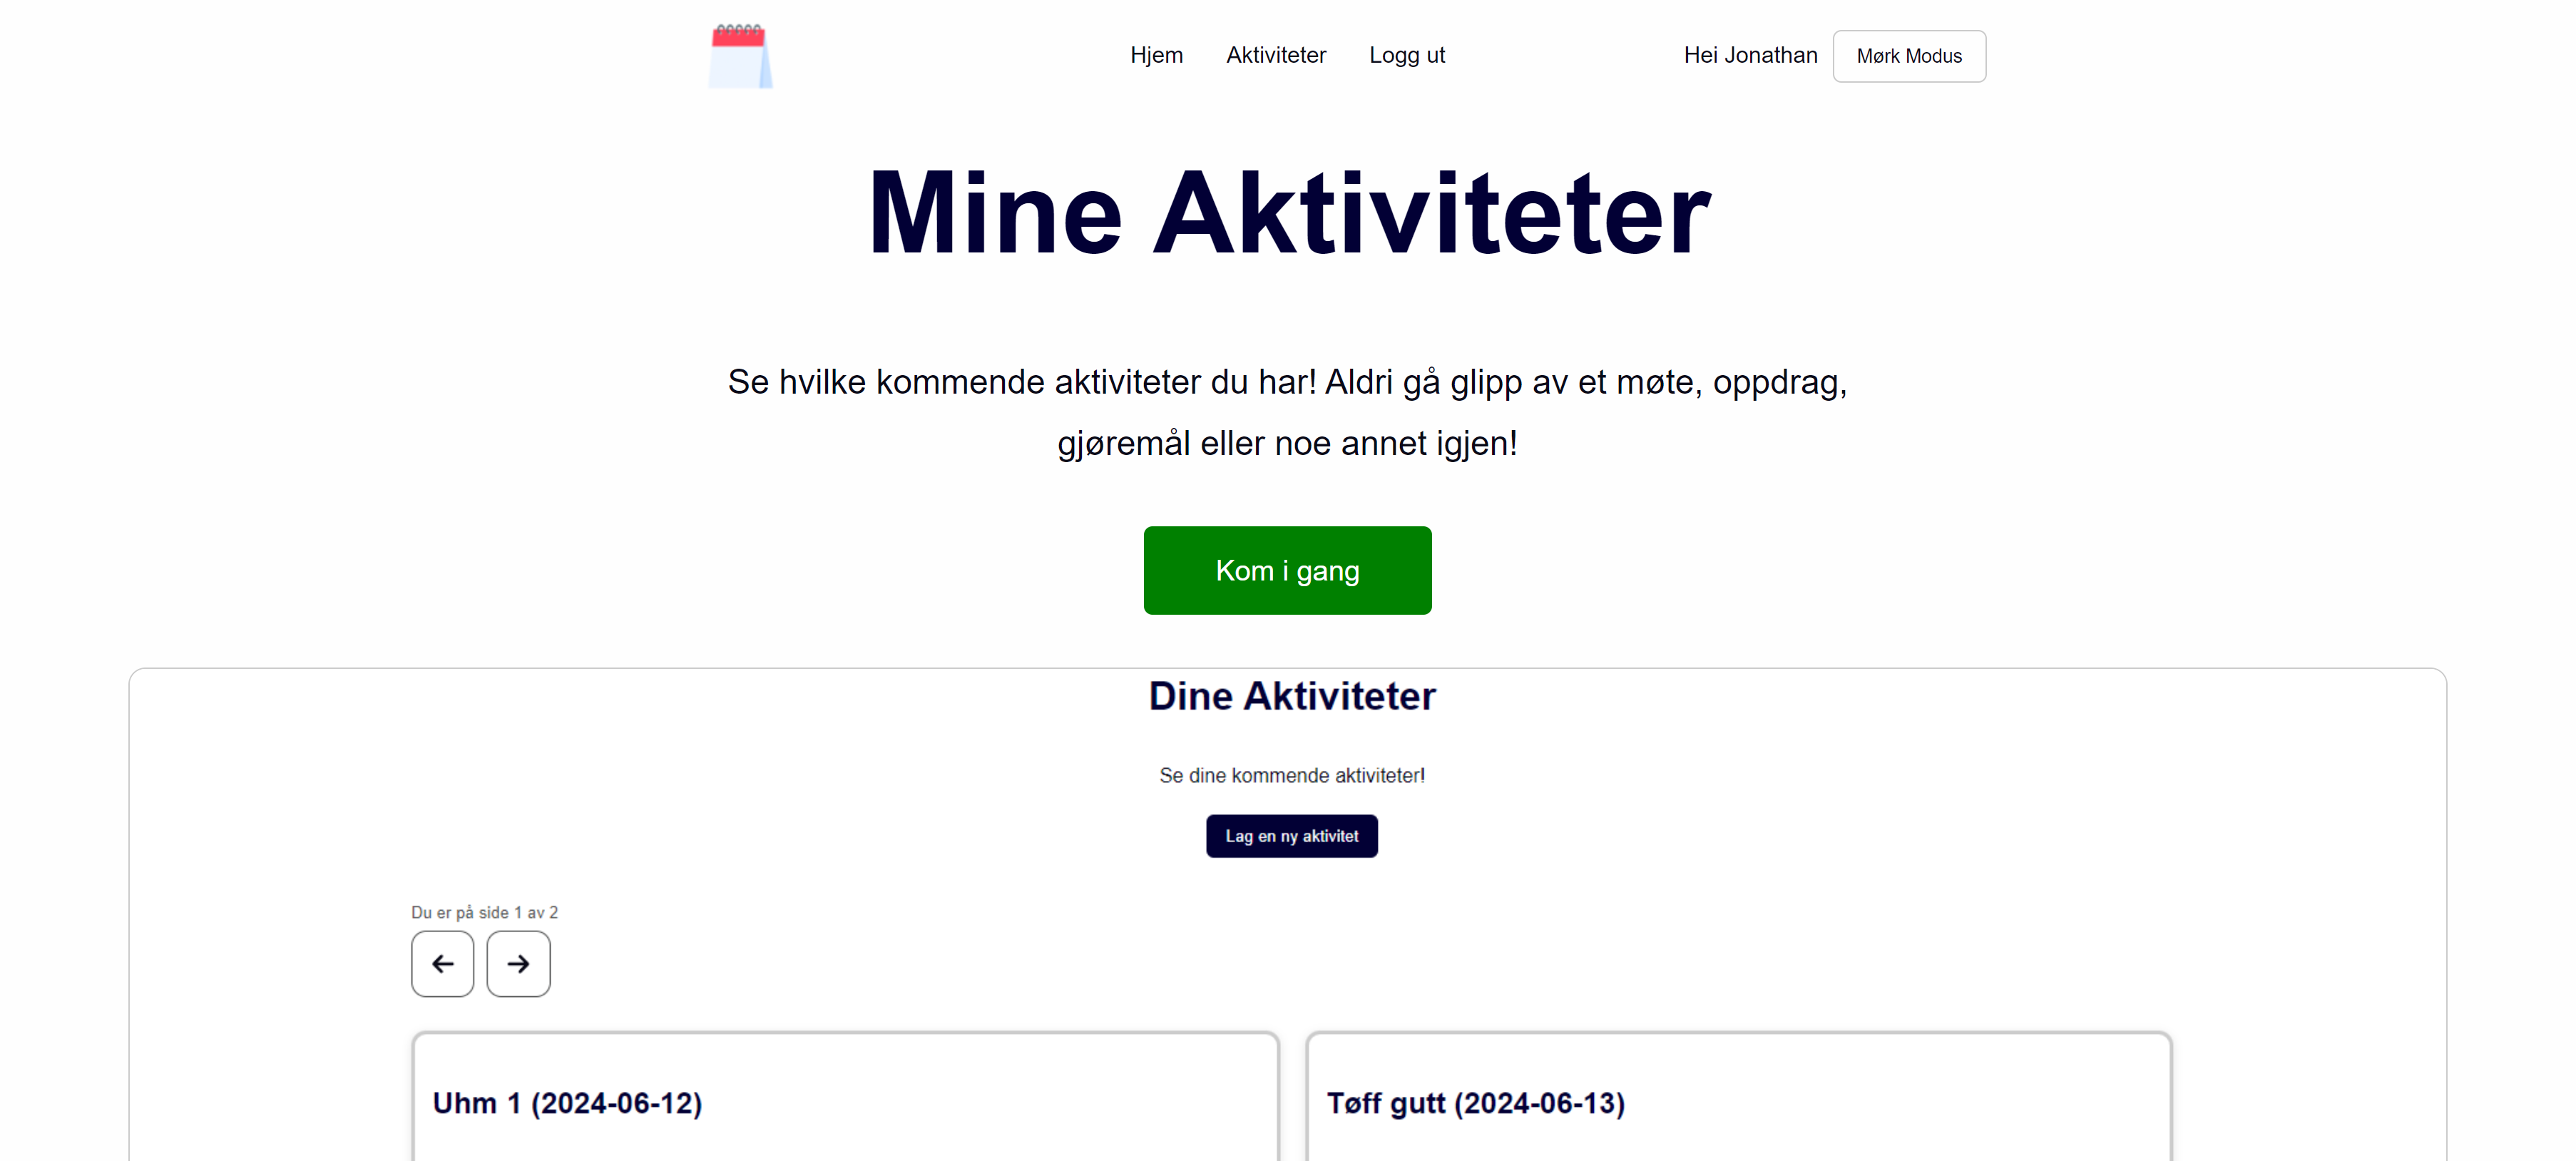 Hjem Aktiviteter Logg ut Hei Jonathan Mørk Modus
Mine Aktiviteter
Se hvilke kommende aktiviteter du har! Aldri gå glipp av et møte, oppdrag,
gjøremål eller noe annet igjen!
Kom i gang
Dine Aktiviteter
Se dine kommende aktiviteter!
Lag en ny aktivitet
Du er på side 1 av 2
Uhm 1 (2024-06-12)
Tøff gutt (2024-06-13)